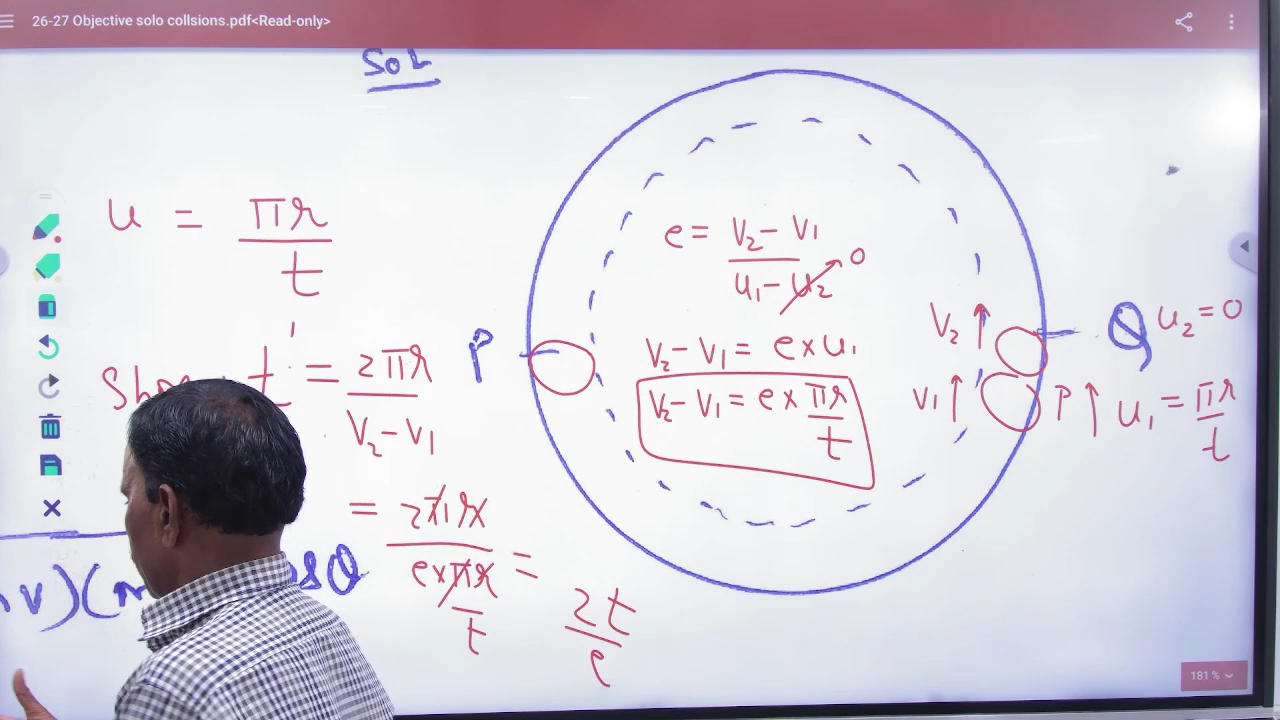 26-27 Objective solo collsions.pdf<Read-only>
Sol
u = πr/t
t' = 2πr/(V₂-V₁)
= 2πr/(e×πr/t) = 2t/e
P
e = (V₂-V₁)/(u₁-u₂) 0
V₂-V₁ = e×u₁
V₂-V₁ = e×πr/t
V₂ Q u₂=0
V₁ P u₁ = πr/t
v)(
181 %